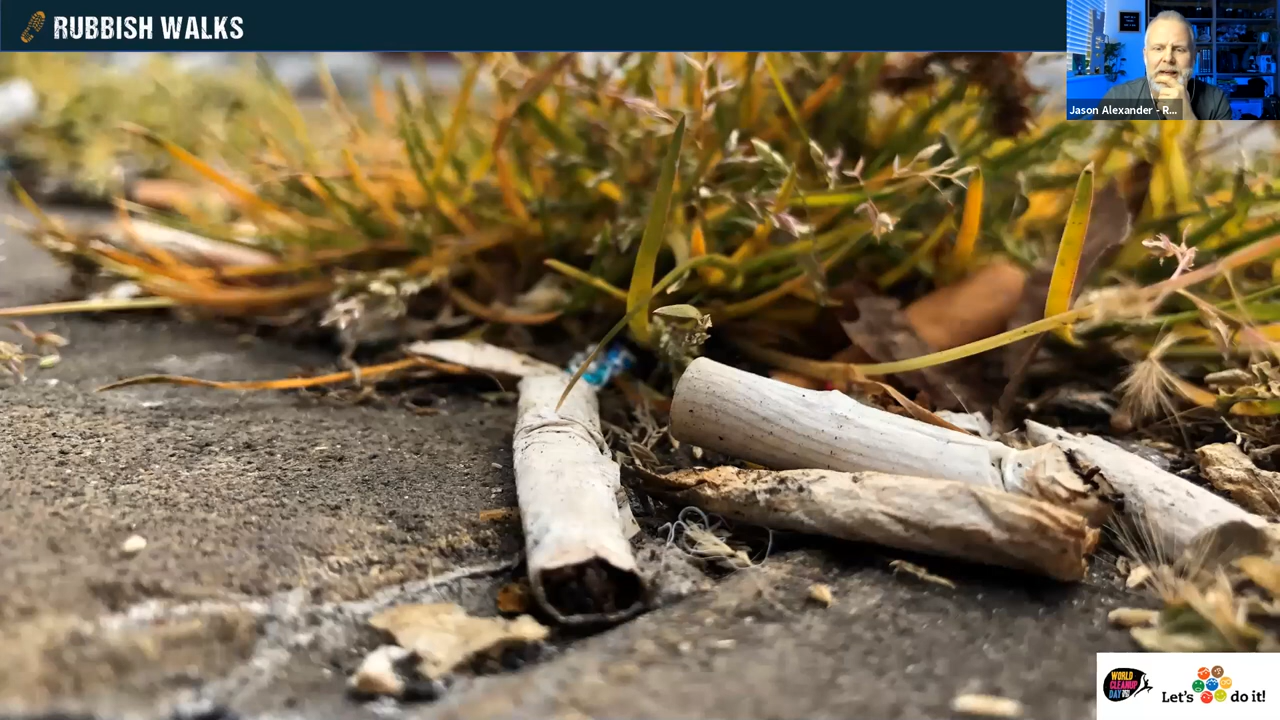 RUBBISH WALKS
Jason Alexander - R...
WORLD
CLEANUP
DAY
Let's do it!